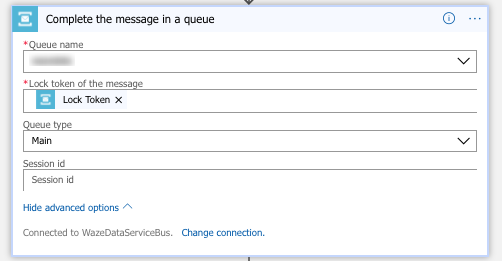 Complete the message in a queue
*Queue name
*Lock token of the message
Lock Token ×
Queue type
Main
Session id
Session id
Hide advanced options
Connected to WazeDataServiceBus. Change connection.